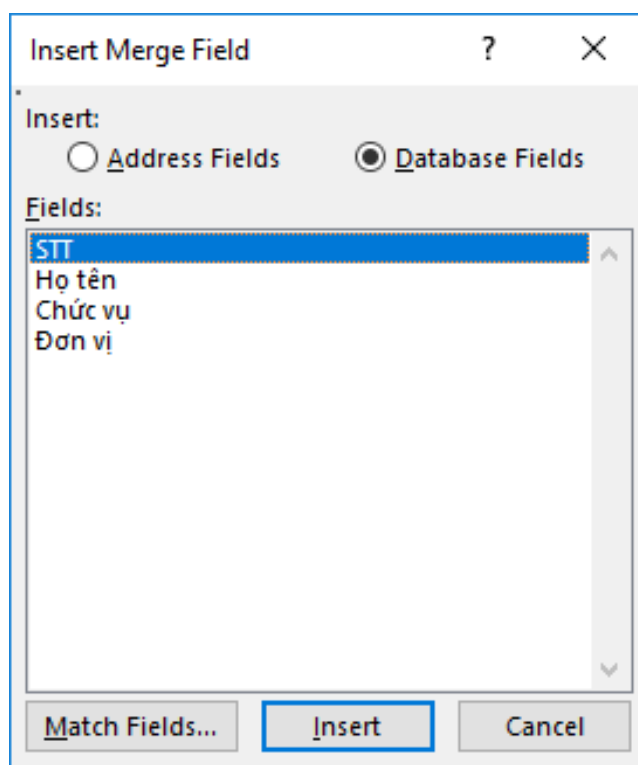 Insert Merge Field ?
Insert:
Address Fields Database Fields
Fields:
STT
Họ tên
Chức vụ
Đơn vị
Match Fields... Insert Cancel